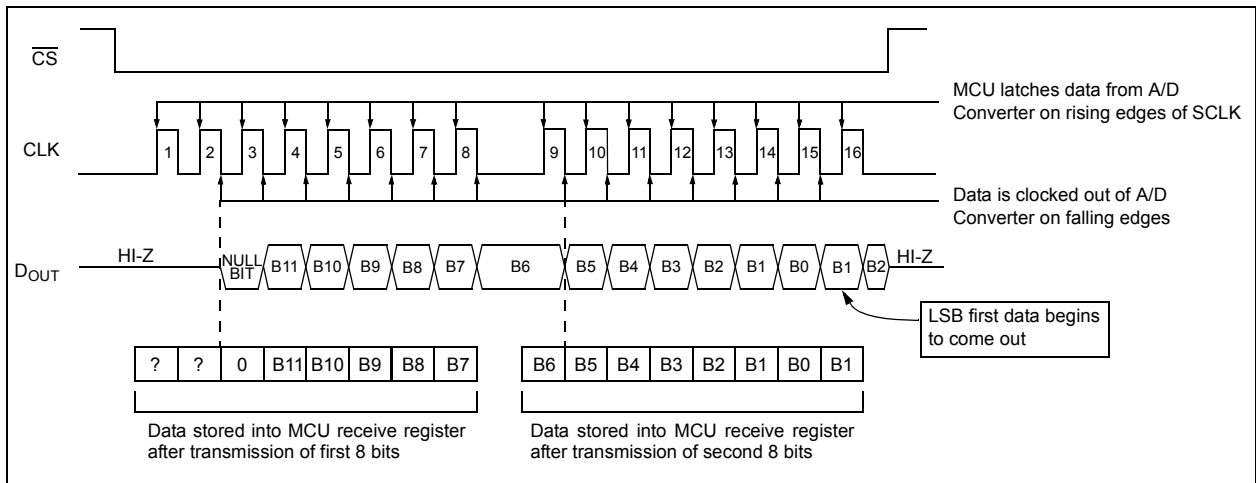 CS
MCU latches data from A/D
Converter on rising edges of SCLK
CLK
1 2 3 4 5 6 7 8 9 10 11 12 13 14 15 16
Data is clocked out of A/D
Converter on falling edges
HI-Z
DOUT
NULL
BIT
B11 B10 B9 B8 B7 B6 B5 B4 B3 B2 B1 B0 B1 B2
HI-Z
LSB first data begins
to come out
? ? 0 B11 B10 B9 B8 B7
B6 B5 B4 B3 B2 B1 B0 B1
Data stored into MCU receive register
after transmission of first 8 bits
Data stored into MCU receive register
after transmission of second 8 bits